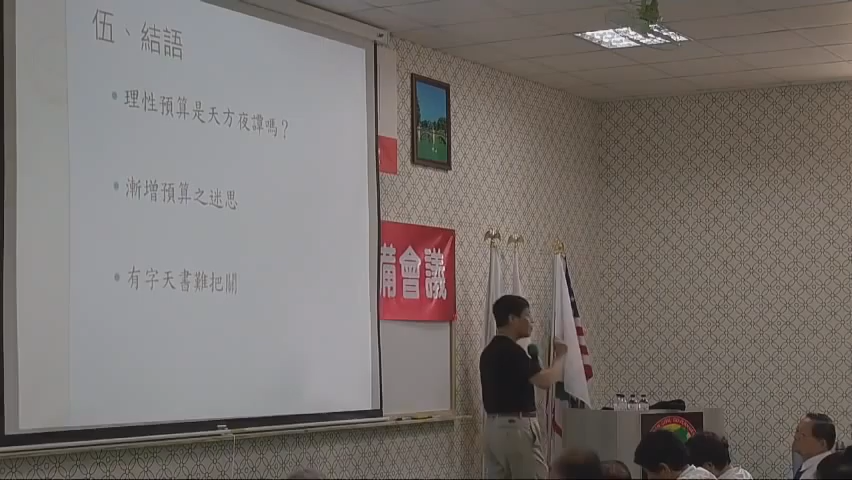 伍、結語
•理性預算是天方夜譚嗎？
•漸增預算之迷思
•有字天書難把關
備會議